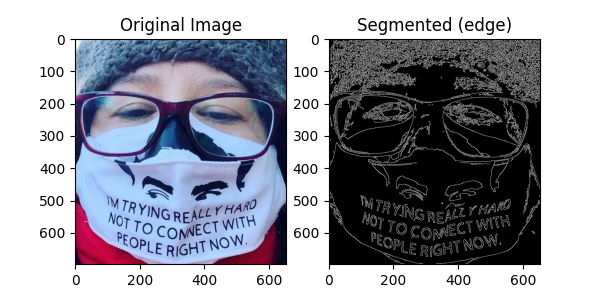 Original Image
Segmented (edge)
0
100
200
300
400
500
600
0
200
400
600
I'M TRYING REALLY HARD
NOT TO CONNECT WITH
PEOPLE RIGHT NOW.
0
100
200
300
400
500
600
0
200
400
600
I'M TRYING REALLY HARD
NOT TO CONNECT WITH
PEOPLE RIGHT NOW.